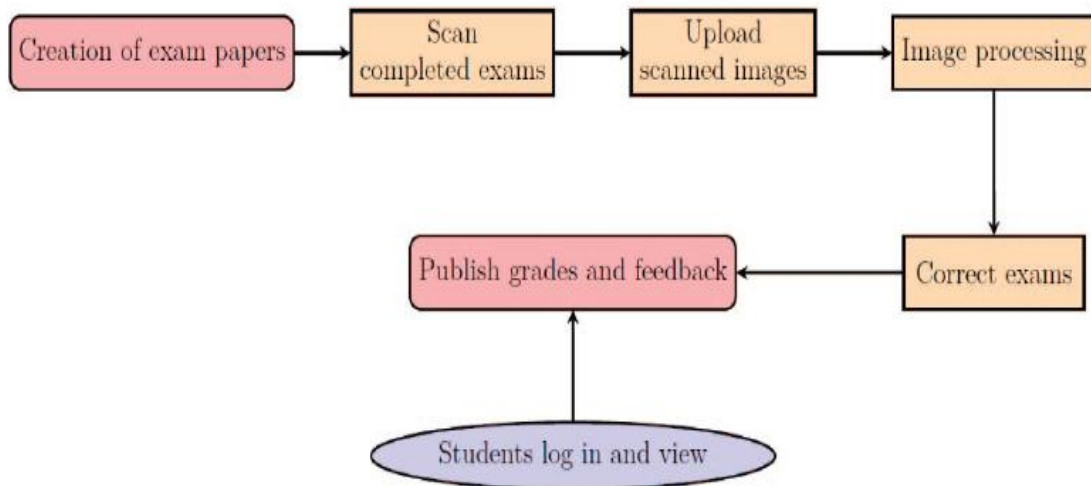 Creation of exam papers
Scan
completed exams
Upload
scanned images
Image processing
Correct exams
Publish grades and feedback
Students log in and view